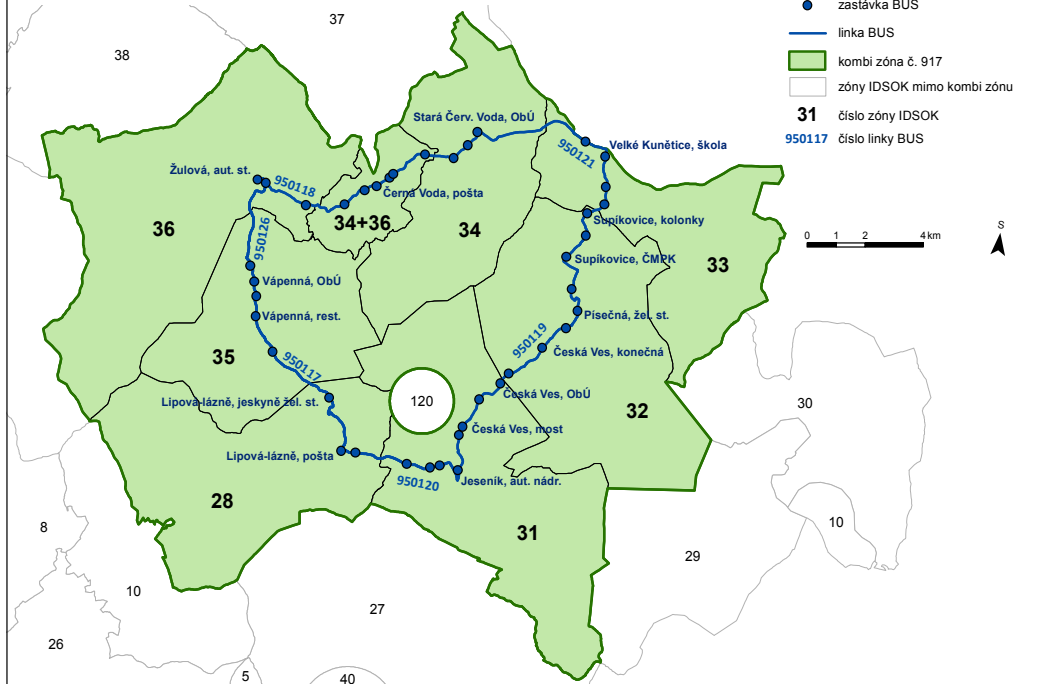 37
38
zastávka BUS
linka BUS
kombi zóna č. 917
zóny IDSOK mimo kombi zónu
31 číslo zóny IDSOK
950117 číslo linky BUS
Stará Červ. Voda, ObÚ
950121
Velké Kunětice, škola
Žulová, aut. st.
950118
Černá Voda, pošta
36
34+36
34
Supíkovice, kolonky
950126
Supíkovice, ČMPK
33
0 1 2 4 km
S
Vápenná, ObÚ
Vápenná, rest.
Písečná, žel. st.
950119
Česká Ves, konečná
35
950117
Lipová-lázně, jeskyně žel. st.
120
Česká Ves, ObÚ
32
30
Česká Ves, most
Lipová-lázně, pošta
950120
Jeseník, aut. nádr.
28
31
8
10
29
10
27
26
5
40